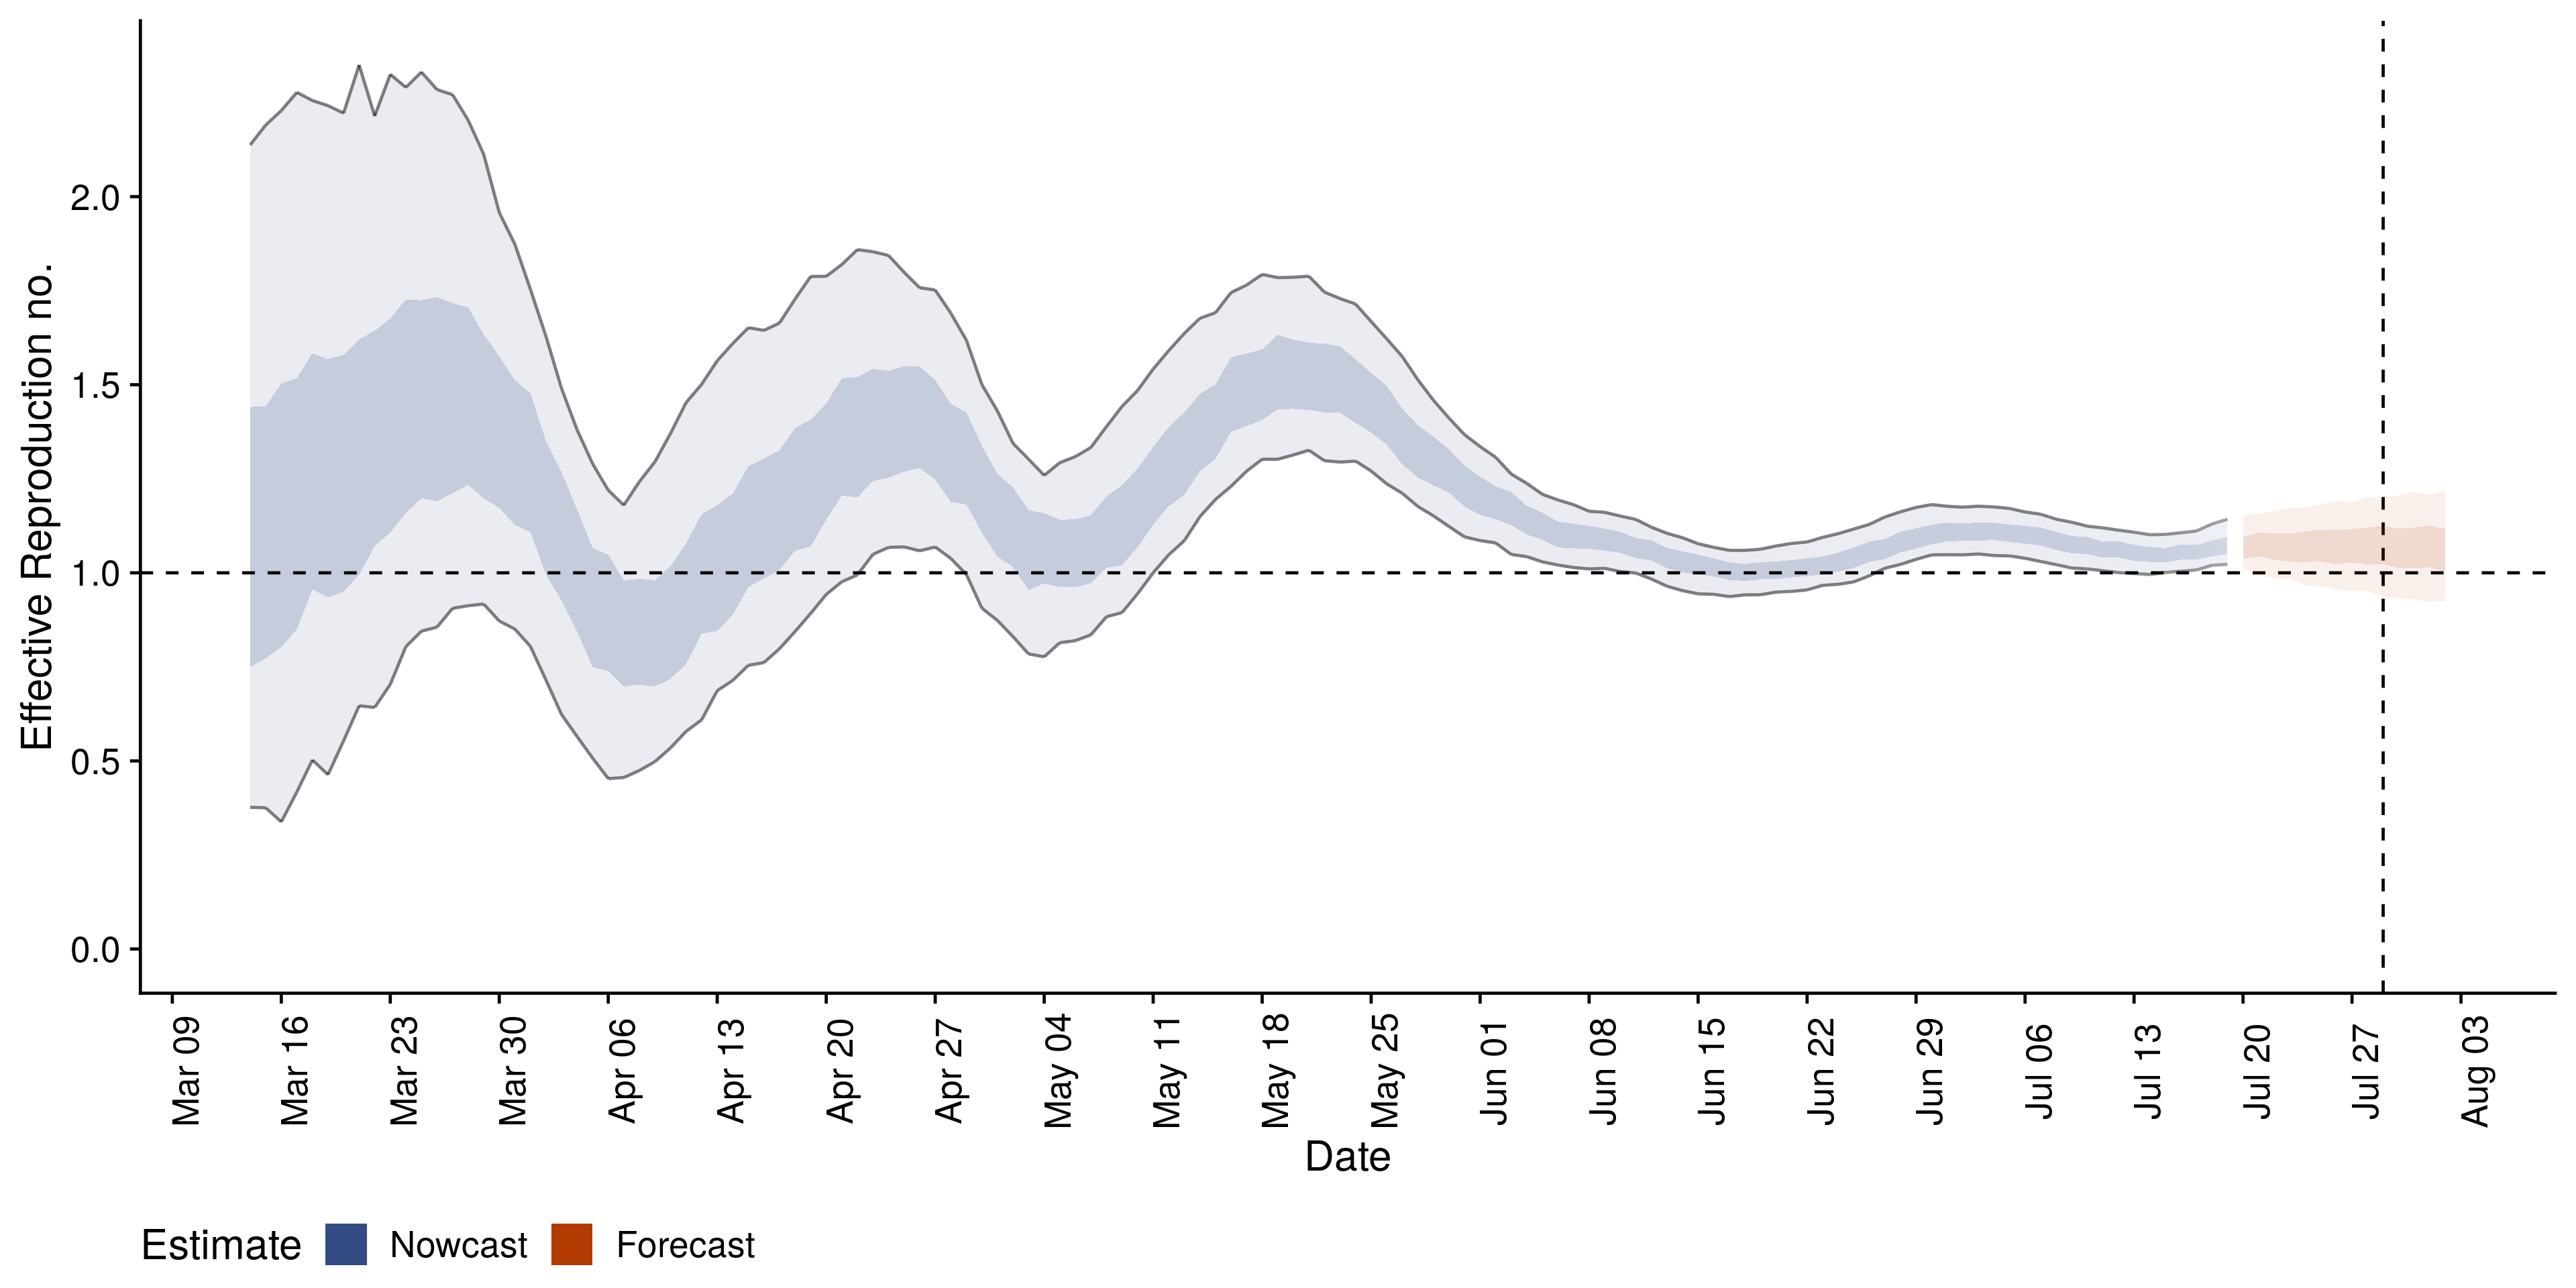 Effective Reproduction no.
2.0
1.5
1.0
0.5
0.0
Mar 09
Mar 16
Mar 23
Mar 30
Apr 06
Apr 13
Apr 20
Apr 27
May 04
May 11
May 18
May 25
Jun 01
Jun 08
Jun 15
Jun 22
Jun 29
Jul 06
Jul 13
Jul 20
Jul 27
Aug 03
Date
Estimate Nowcast Forecast